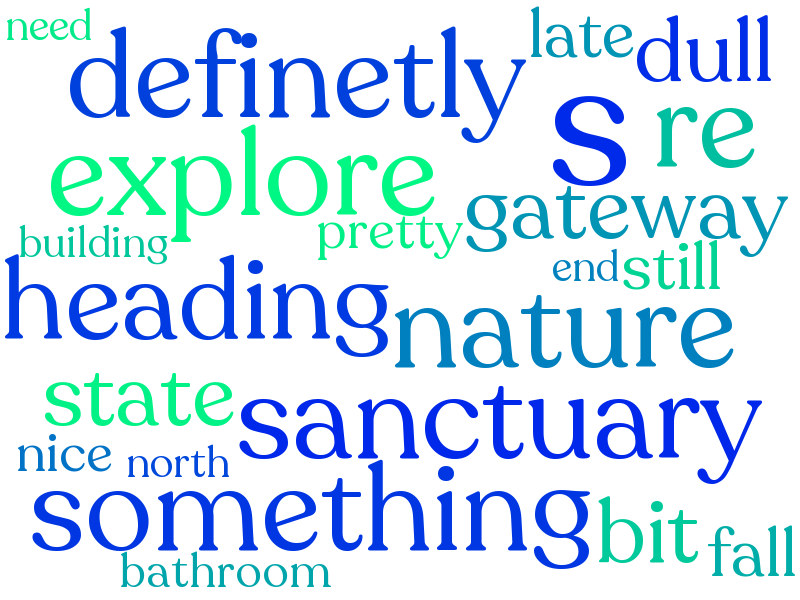 need
definetly
late
dull
s
re
explore
gateway
building
pretty
end
still
heading
nature
state
sanctuary
nice
north
something
bit
fall
bathroom